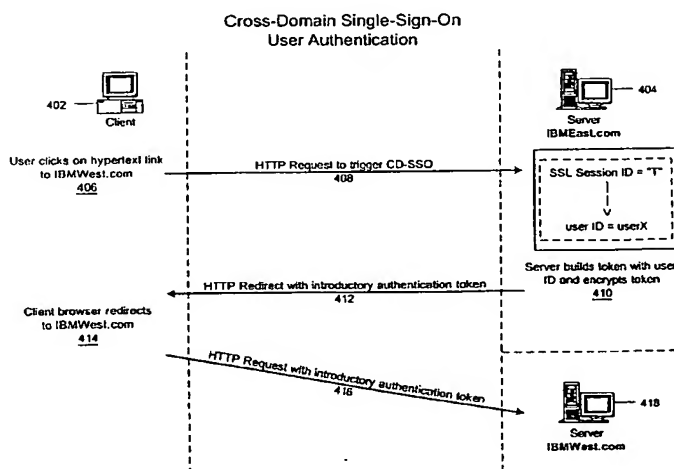 Cross-Domain Single-Sign-On
User Authentication
402
Client
404
Server
IBMEast.com
User clicks on hypertext link
to IBMWest.com
406
HTTP Request to trigger CD-SSO
408
SSL Session ID = "1"
user ID = userX
Server builds token with user
ID and encrypts token
410
HTTP Redirect with introductory authentication token
412
Client browser redirects
to IBMWest.com
414
HTTP Request with introductory authentication token
416
418
Server
IBMWest.com